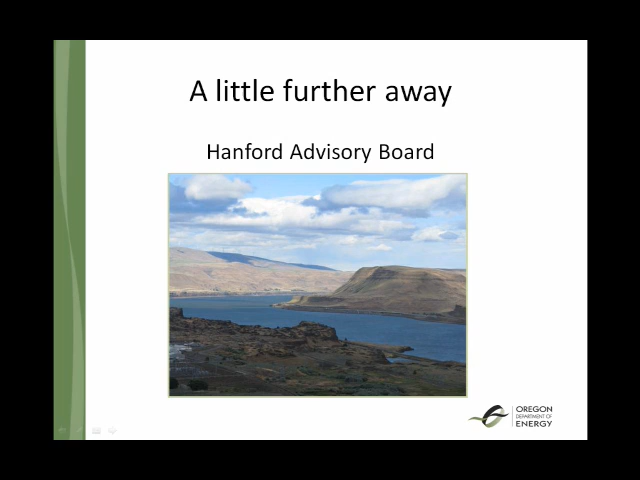 A little further away
Hanford Advisory Board
OREGON
DEPARTMENT OF
ENERGY